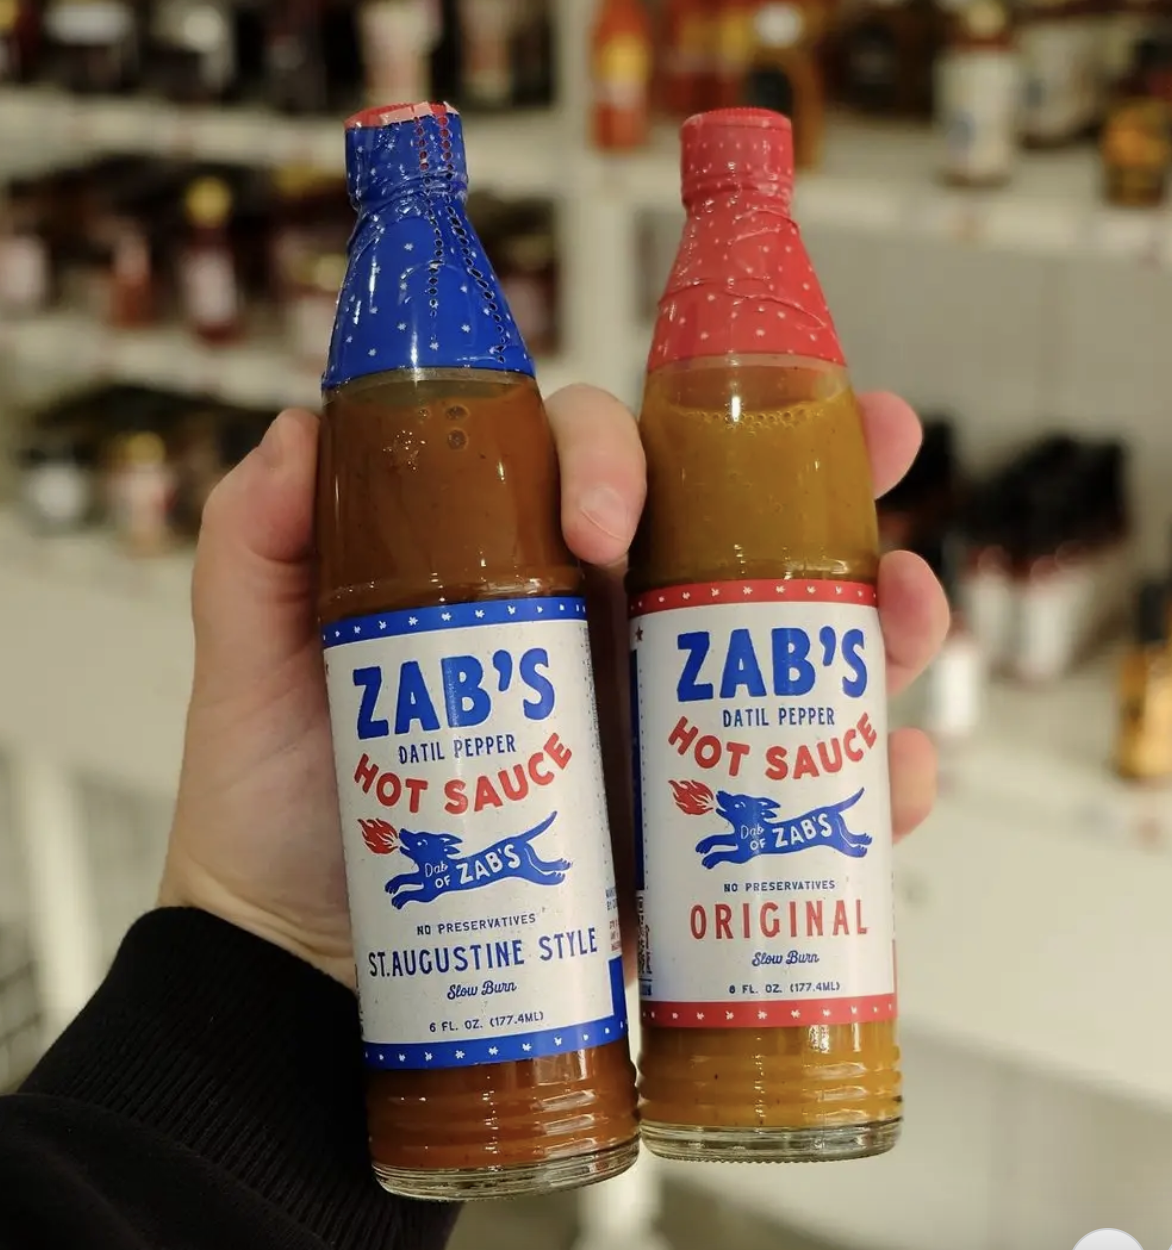 ZAB'S
DATIL PEPPER
HOT SAUCE
Dab
OF ZAB'S
NO PRESERVATIVES
ST.AUGUSTINE STYLE
Slow Burn
6 FL. OZ. (177.4ML)
ZAB'S
DATIL PEPPER
HOT SAUCE
Dab
OF ZAB'S
NO PRESERVATIVES
ORIGINAL
Slow Burn
6 FL. OZ. (177.4ML)